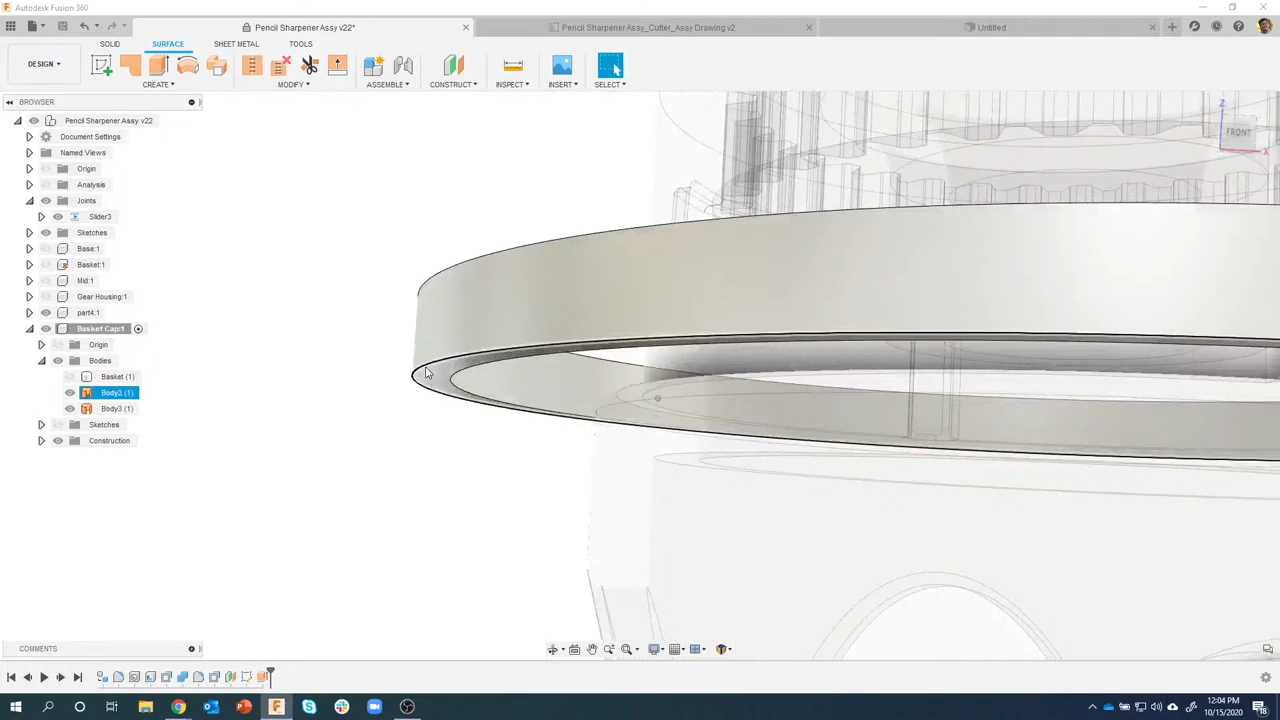 Autodesk Fusion 360
Pencil Sharpener Assy v22*
Pencil Sharpener Assy_Cutter_Assy Drawing v2
Untitled
SOLID
SURFACE
SHEET METAL
TOOLS
DESIGN
CREATE
MODIFY
ASSEMBLE
CONSTRUCT
INSPECT
INSERT
SELECT
BROWSER
Pencil Sharpener Assy v22
Document Settings
Named Views
Origin
Analysis
Joints
Slider3
Sketches
Base:1
Basket:1
Mid:1
Gear Housing:1
part4:1
Basket Cap:1
Origin
Bodies
Basket (1)
Body2 (1)
Body3 (1)
Sketches
Construction
Z
FRONT
X
COMMENTS
12:04 PM
10/15/2020
18